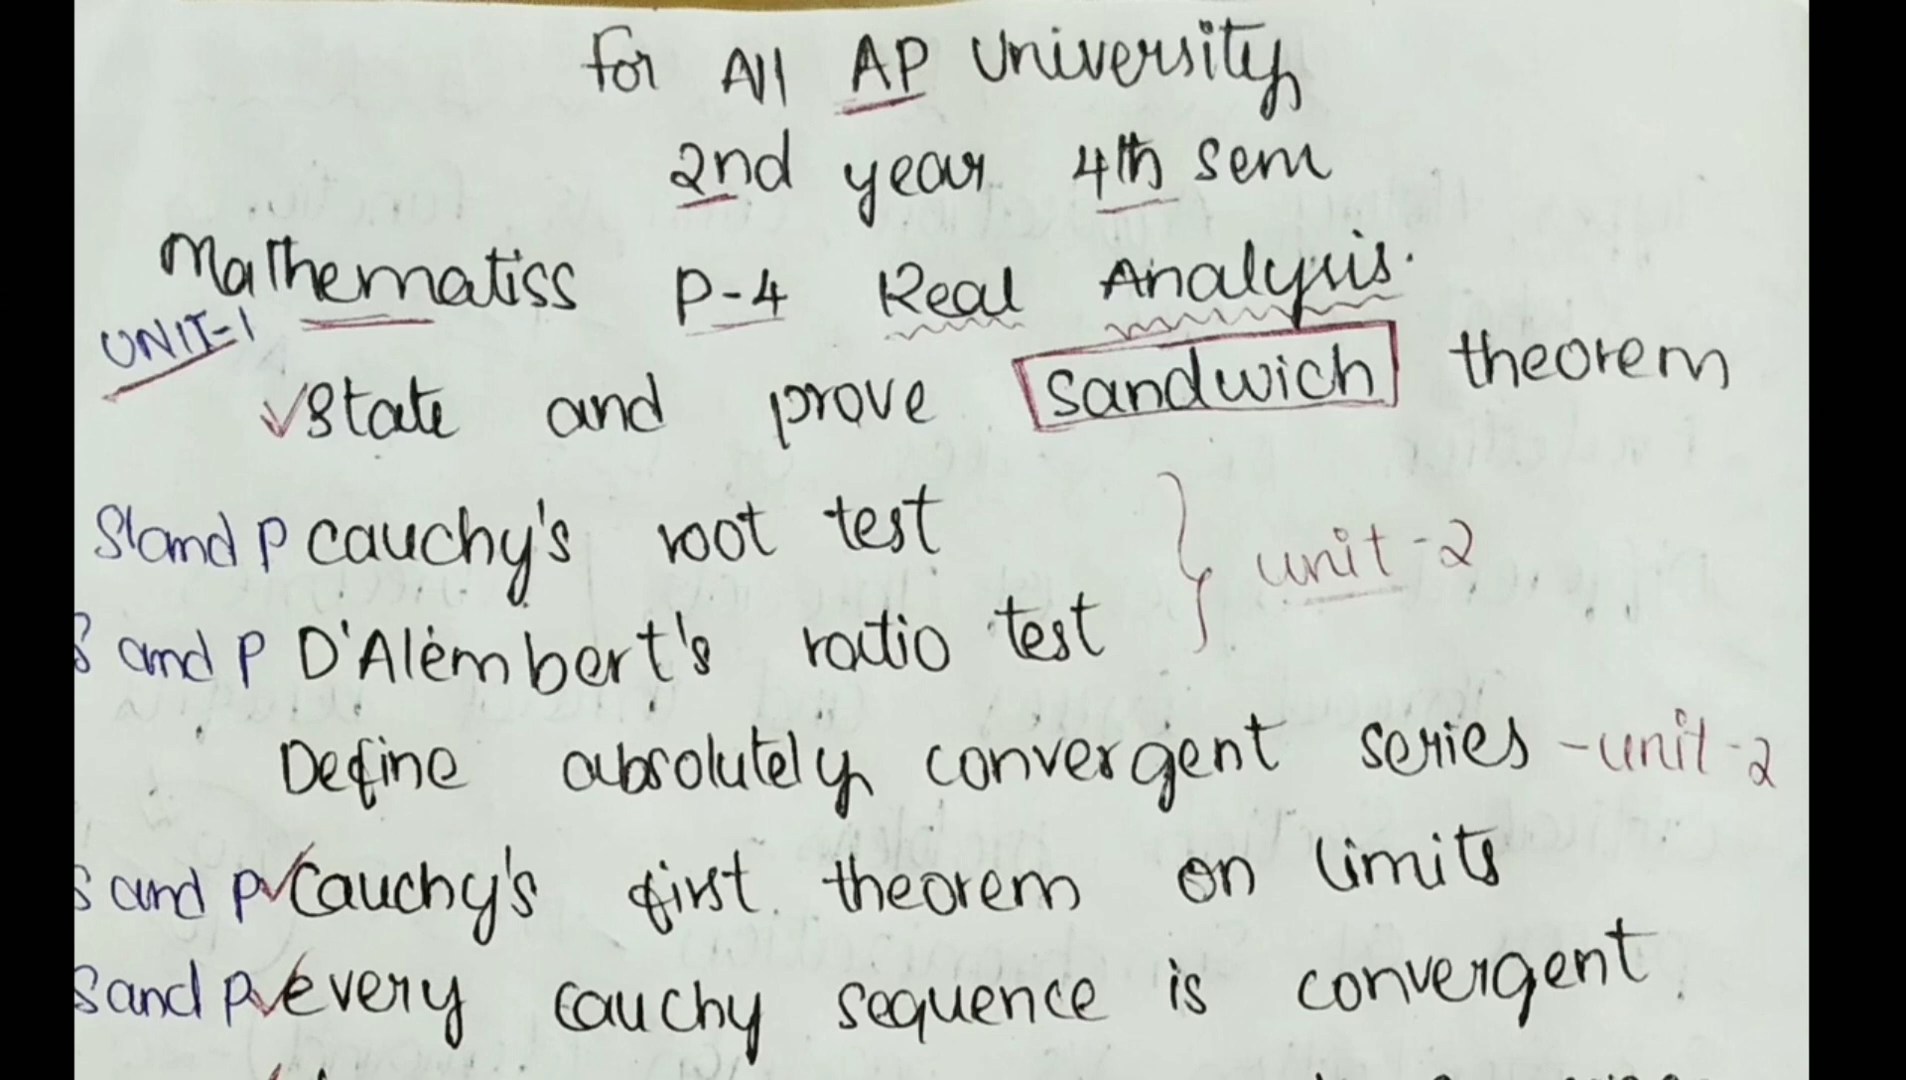 For All AP University
2nd year 4th sem
Mathematiss P-4 Real Analysis.
UNIT-1
State and prove Sandwich theorem
S and P cauchy's root test
unit-2
S and P D'Alembert's ratio test
Define absolutely convergent series - unit-2
S and P Cauchy's first theorem on limits
S and P every cauchy sequence is convergent